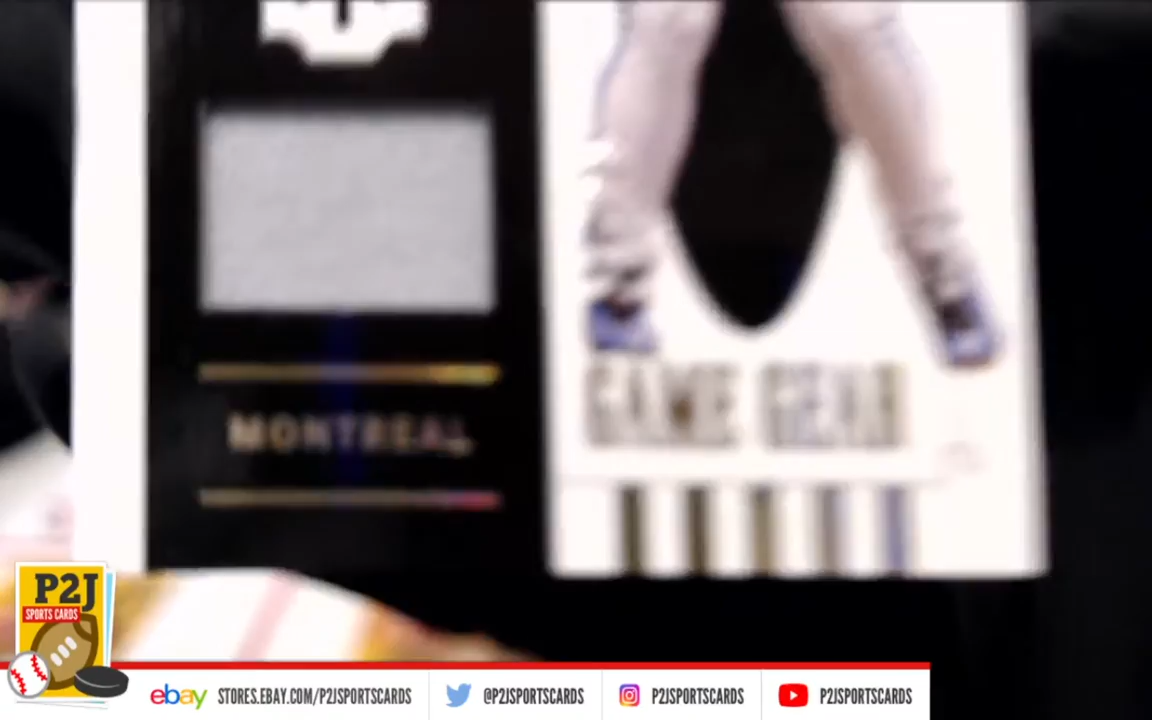 MONTREAL
GAME GEAR
P2J
SPORTS CARDS
ebay STORES.EBAY.COM/P2JSPORTSCARDS
@P2JSPORTSCARDS
P2JSPORTSCARDS
P2JSPORTSCARDS